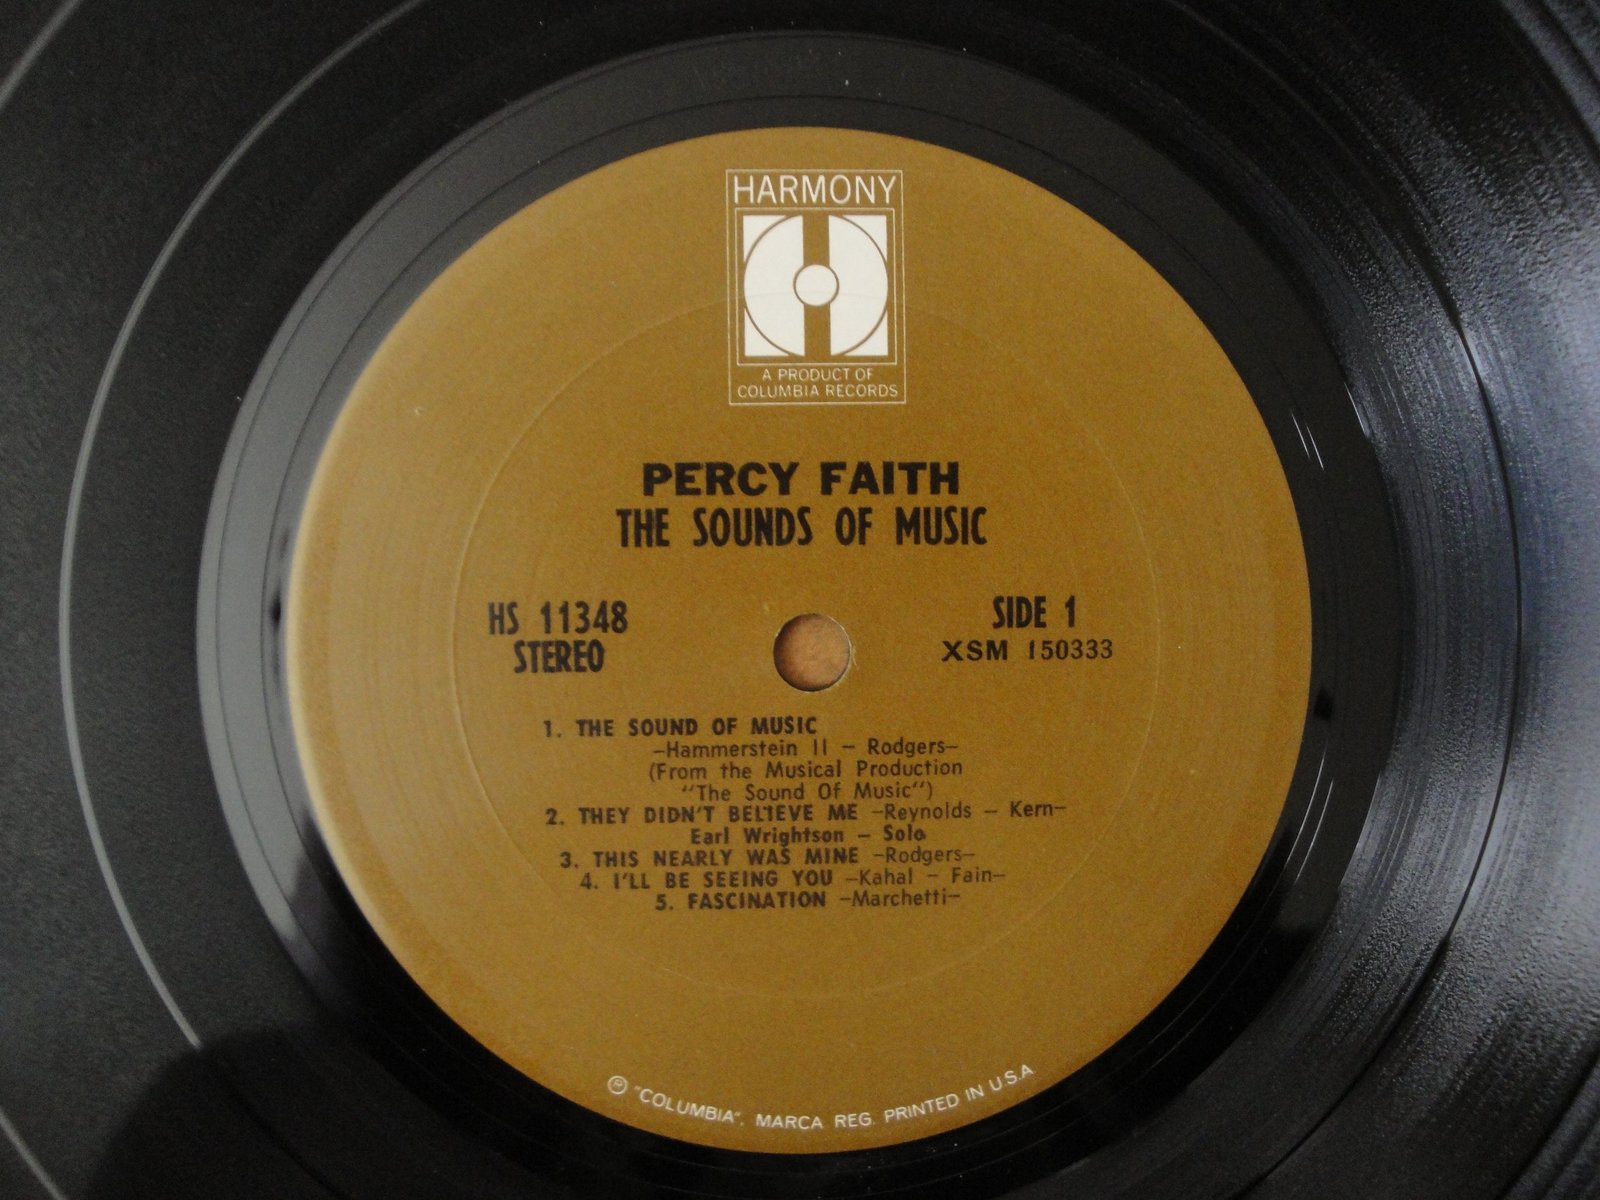 HARMONY
A PRODUCT OF
COLUMBIA RECORDS
PERCY FAITH
THE SOUNDS OF MUSIC
HS 11348
STEREO
SIDE 1
XSM 150333
1. THE SOUND OF MUSIC
–Hammerstein II – Rodgers–
(From the Musical Production
"The Sound Of Music")
2. THEY DIDN'T BELIEVE ME –Reynolds – Kern–
Earl Wrightson – Solo
3. THIS NEARLY WAS MINE –Rodgers–
4. I'LL BE SEEING YOU –Kahal – Fain–
5. FASCINATION –Marchetti–
® "COLUMBIA", MARCA REG. PRINTED IN U.S.A